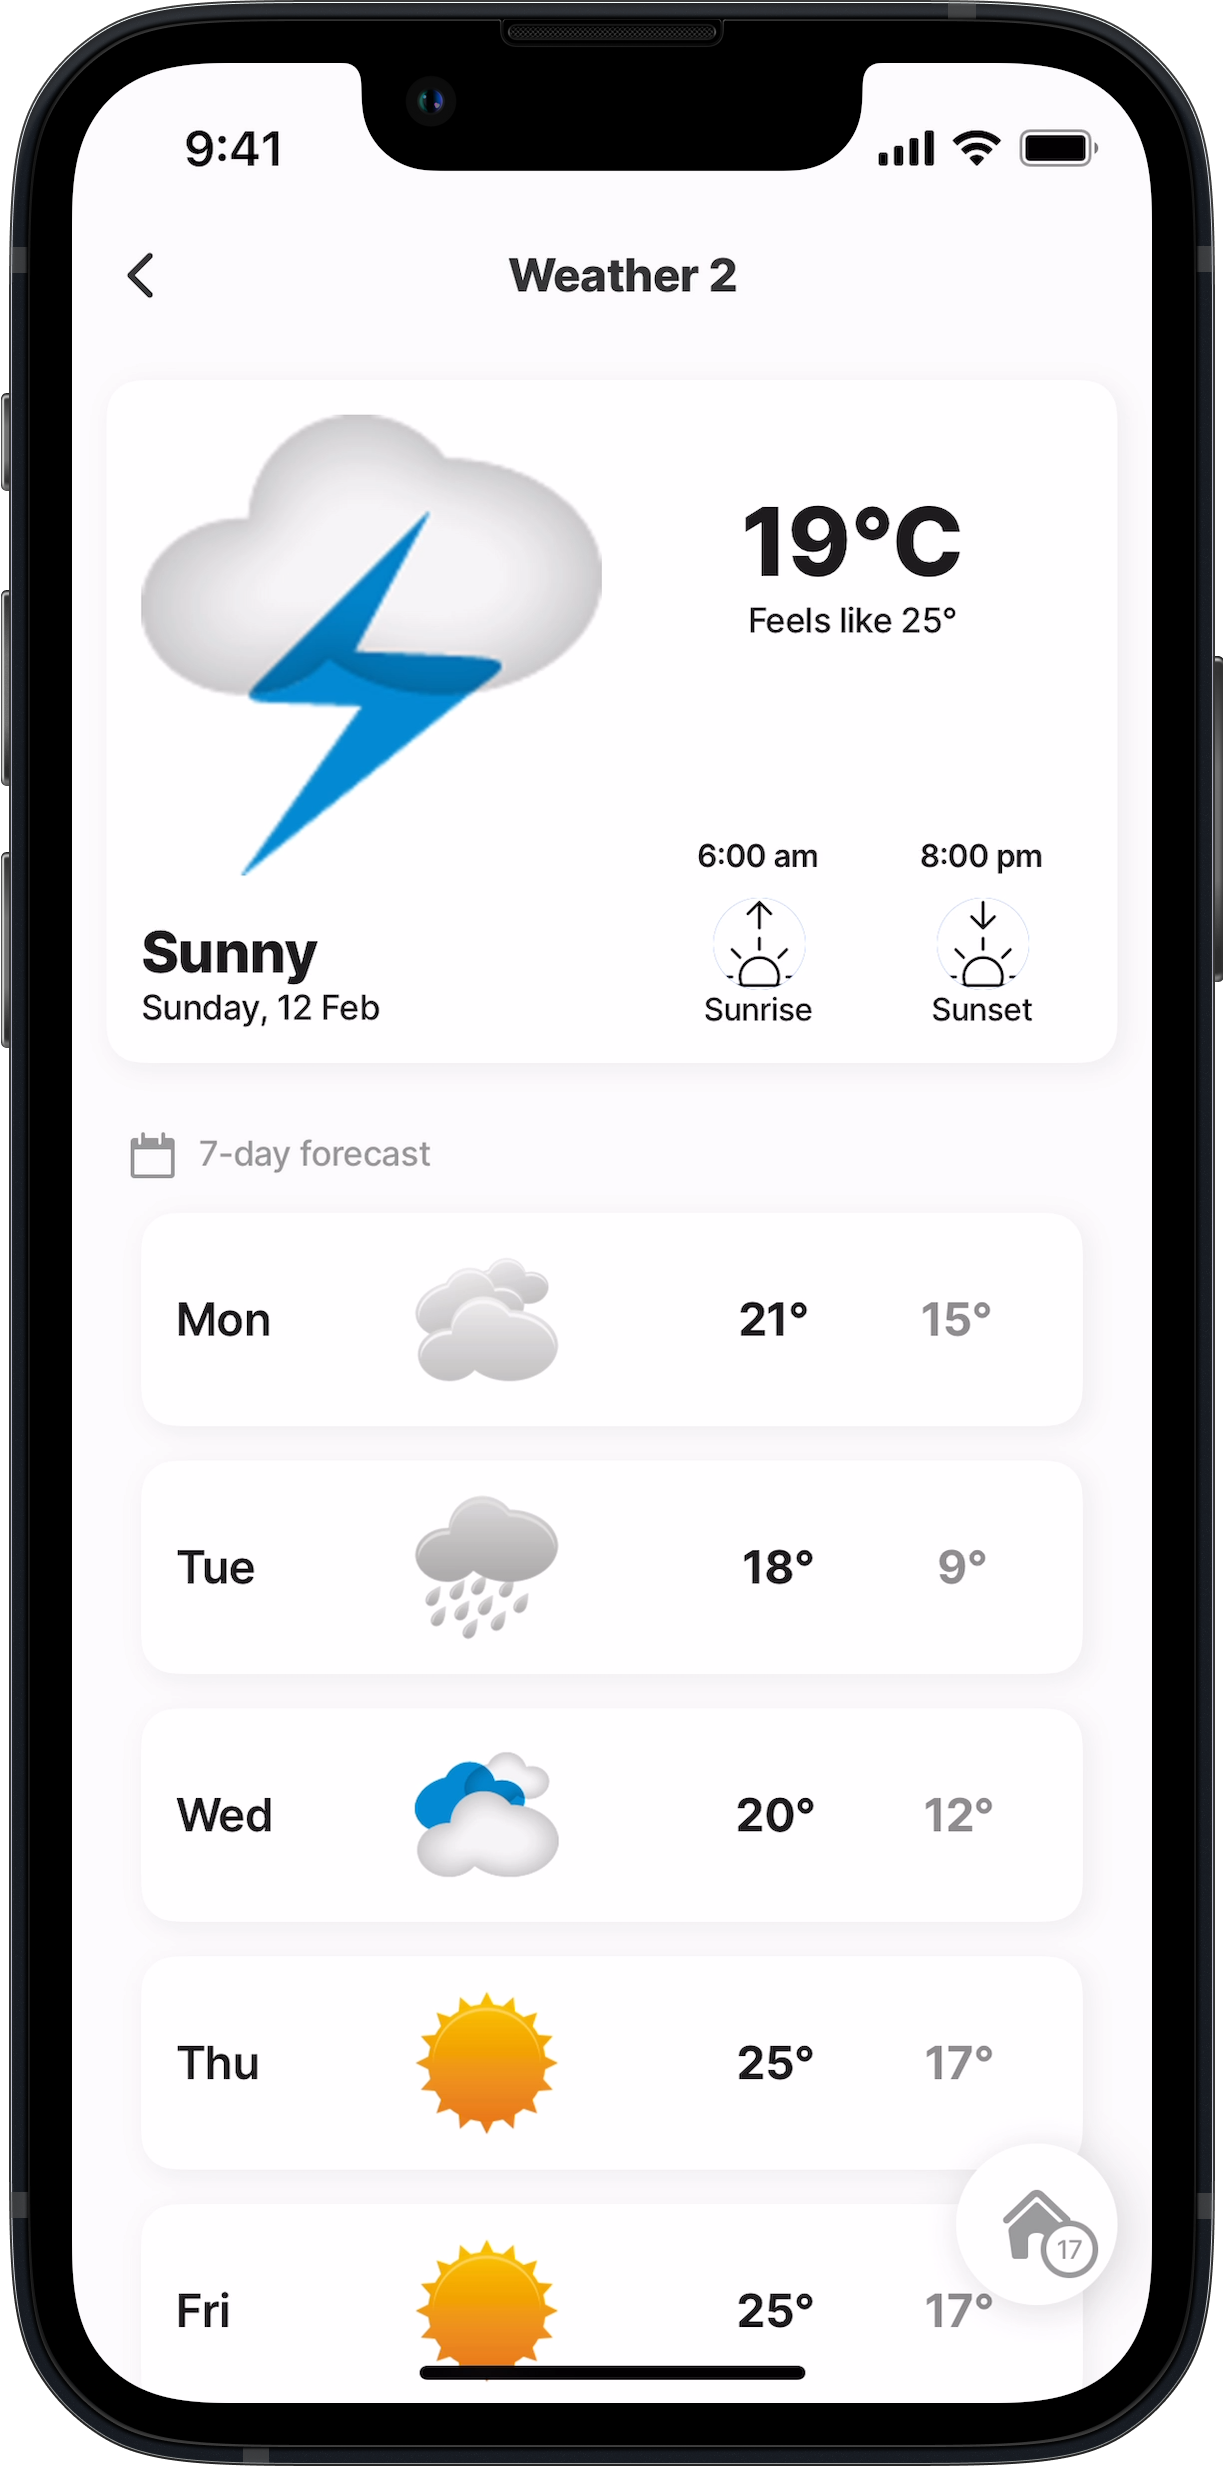 9:41
Weather 2
19°C
Feels like 25°
6:00 am 8:00 pm
Sunny
Sunday, 12 Feb
Sunrise Sunset
7-day forecast
Mon 21° 15°
Tue 18° 9°
Wed 20° 12°
Thu 25° 17°
17
Fri 25° 17°